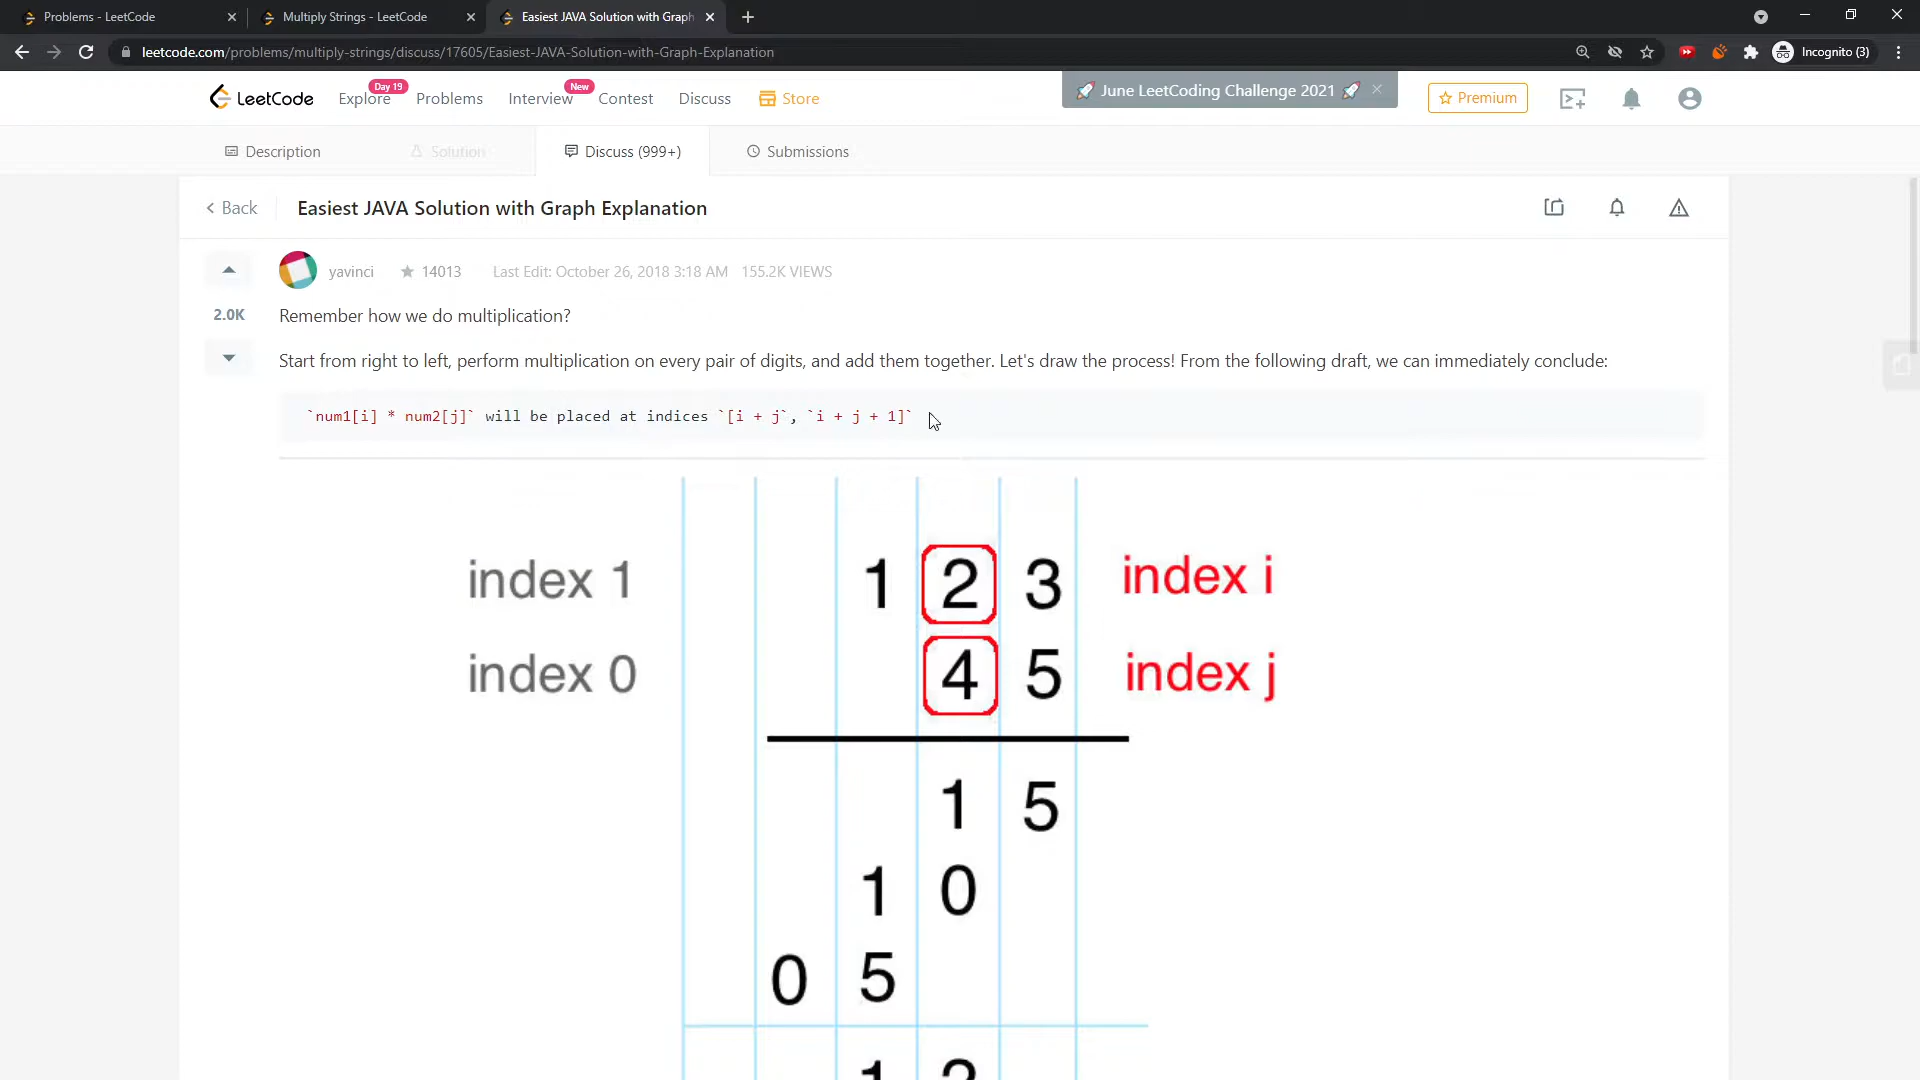 Problems - LeetCode
Multiply Strings - LeetCode
Easiest JAVA Solution with Graph
leetcode.com/problems/multiply-strings/discuss/17605/Easiest-JAVA-Solution-with-Graph-Explanation
Incognito (3)
LeetCode
Explore
Day 19
Problems
Interview
New
Contest
Discuss
Store
🚀 June LeetCoding Challenge 2021 🚀
Premium
Description
Solution
Discuss (999+)
Submissions
Back
Easiest JAVA Solution with Graph Explanation
yavinci
14013
Last Edit: October 26, 2018 3:18 AM
155.2K VIEWS
2.0K
Remember how we do multiplication?
Start from right to left, perform multiplication on every pair of digits, and add them together. Let's draw the process! From the following draft, we can immediately conclude:
`num1[i] * num2[j]` will be placed at indices `[i + j`, `i + j + 1]`
index 1 1 2 3 index i
index 0 4 5 index j
1 5
1 0
0 5
1 2